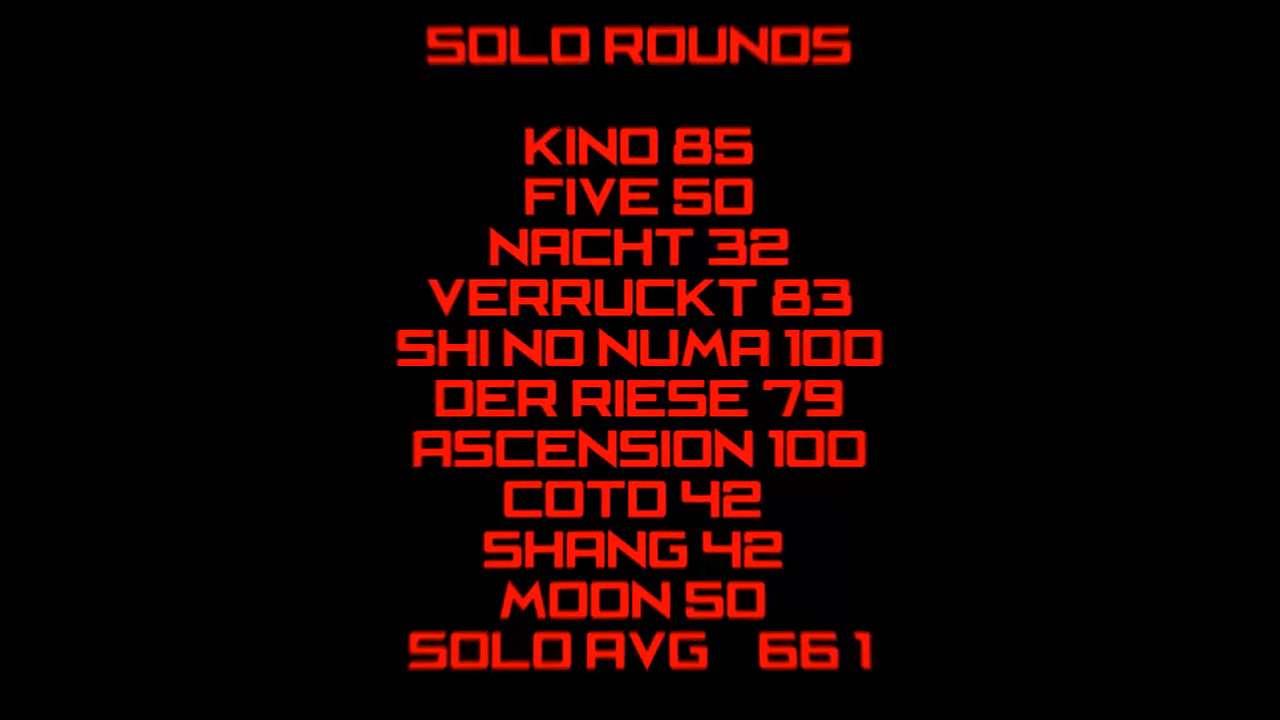 SOLO ROUNDS
KINO 85
FIVE 50
NACHT 32
VERRUCKT 83
SHI NO NUMA 100
DER RIESE 79
ASCENSION 100
COTD 42
SHANG 42
MOON 50
SOLO AVG 66 1